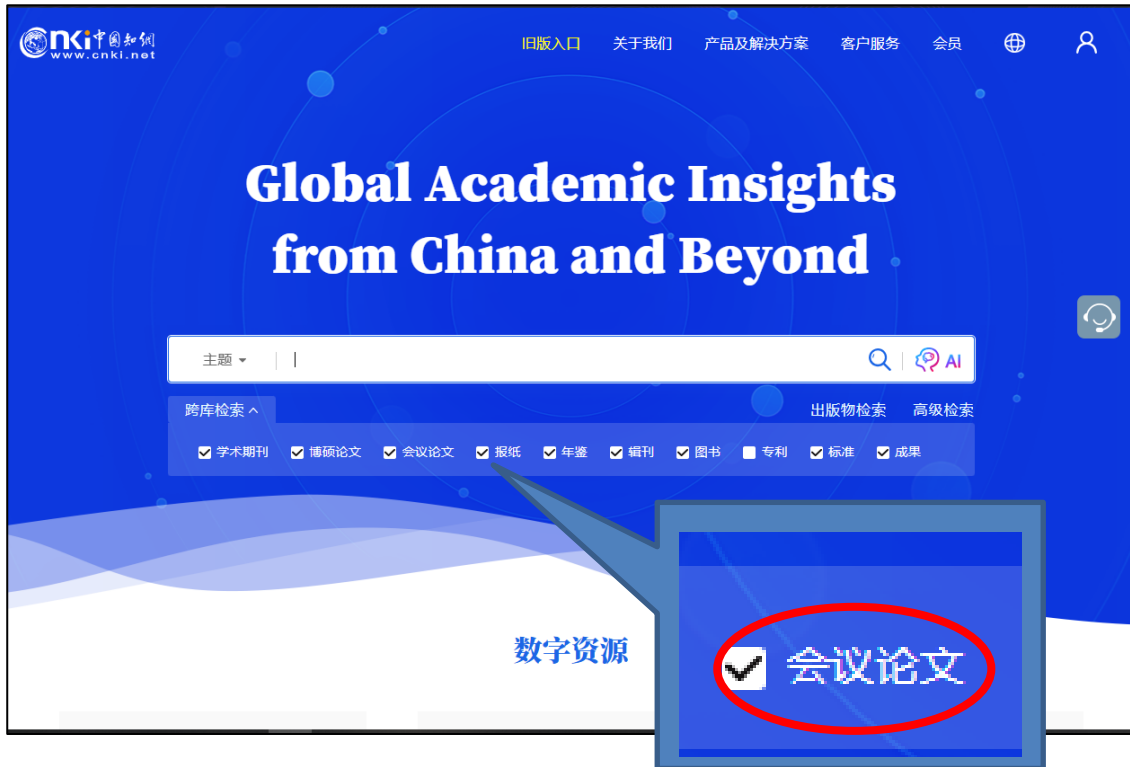 cnki中国知网
www.cnki.net
旧版入口 关于我们 产品及解决方案 客户服务 会员
Global Academic Insights
from China and Beyond
主题 AI
跨库检索 出版物检索 高级检索
学术期刊 博硕论文 会议论文 报纸 年鉴 辑刊 图书 专利 标准 成果
会议论文
数字资源